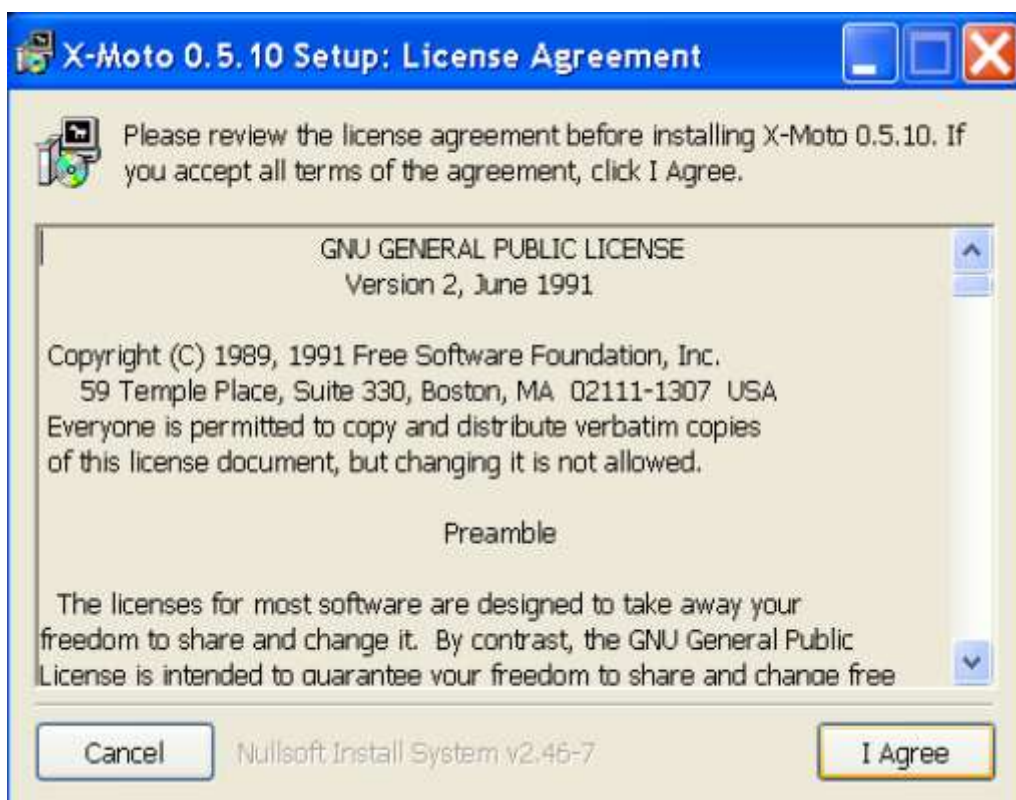 X-Moto 0.5.10 Setup: License Agreement
Please review the license agreement before installing X-Moto 0.5.10. If
you accept all terms of the agreement, click I Agree.
GNU GENERAL PUBLIC LICENSE
Version 2, June 1991
Copyright (C) 1989, 1991 Free Software Foundation, Inc.
59 Temple Place, Suite 330, Boston, MA  02111-1307  USA
Everyone is permitted to copy and distribute verbatim copies
of this license document, but changing it is not allowed.
Preamble
The licenses for most software are designed to take away your
freedom to share and change it.  By contrast, the GNU General Public
License is intended to guarantee your freedom to share and change free
Cancel
Nullsoft Install System v2.46-7
I Agree